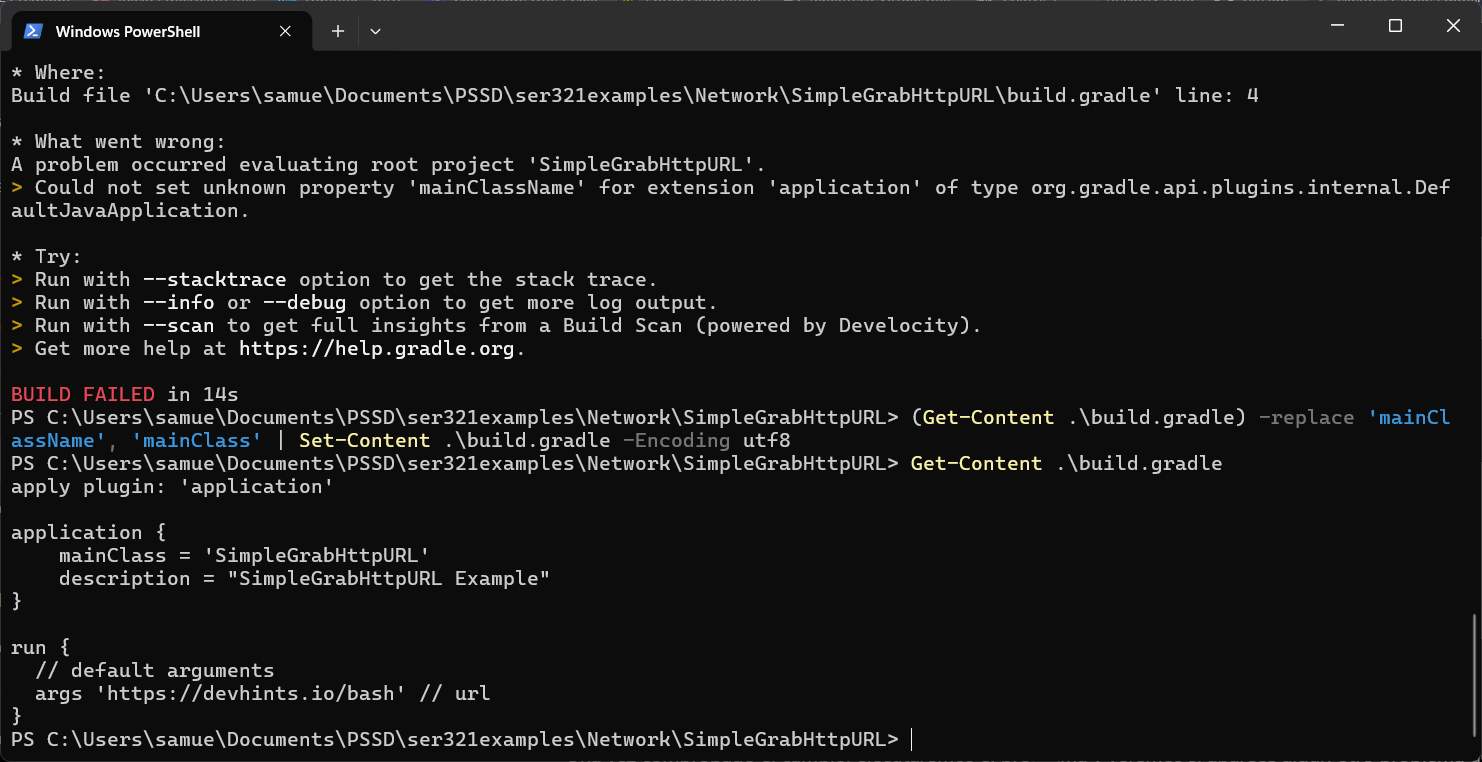 Windows PowerShell
* Where:
Build file 'C:\Users\samue\Documents\PSSD\ser321examples\Network\SimpleGrabHttpURL\build.gradle' line: 4
* What went wrong:
A problem occurred evaluating root project 'SimpleGrabHttpURL'.
> Could not set unknown property 'mainClassName' for extension 'application' of type org.gradle.api.plugins.internal.Def
aultJavaApplication.
* Try:
> Run with --stacktrace option to get the stack trace.
> Run with --info or --debug option to get more log output.
> Run with --scan to get full insights from a Build Scan (powered by Develocity).
> Get more help at https://help.gradle.org.
BUILD FAILED in 14s
PS C:\Users\samue\Documents\PSSD\ser321examples\Network\SimpleGrabHttpURL> (Get-Content .\build.gradle) -replace 'mainCl
assName', 'mainClass' | Set-Content .\build.gradle -Encoding utf8
PS C:\Users\samue\Documents\PSSD\ser321examples\Network\SimpleGrabHttpURL> Get-Content .\build.gradle
apply plugin: 'application'
application {
    mainClass = 'SimpleGrabHttpURL'
    description = "SimpleGrabHttpURL Example"
}
run {
  // default arguments
  args 'https://devhints.io/bash' // url
}
PS C:\Users\samue\Documents\PSSD\ser321examples\Network\SimpleGrabHttpURL>